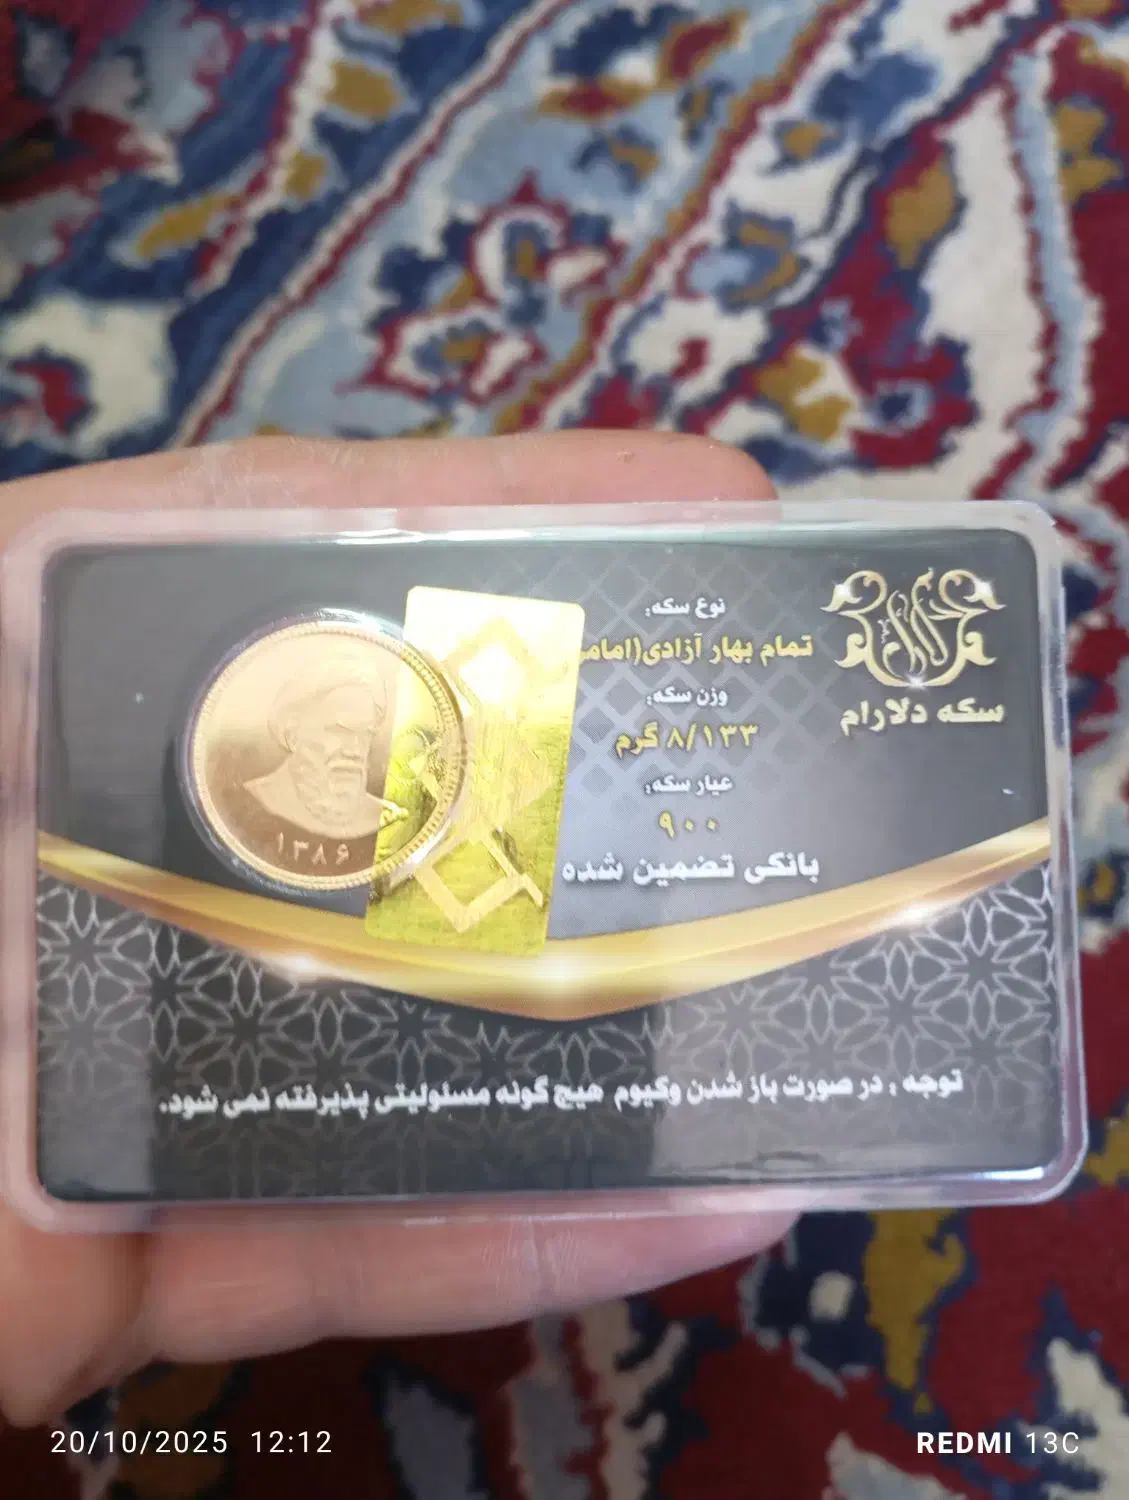 نوع سکه:
تمام بهار آزادی(امامی
وزن سکه:
۸/۱۳۳ گرم
عیار سکه:
۹۰۰
بانکی تضمین شده
سکه دلارام
۱۳۸۶
توجه : در صورت باز شدن وکیوم هیچ گونه مسئولیتی پذیرفته نمی شود.
20/10/2025 12:12
REDMI 13C